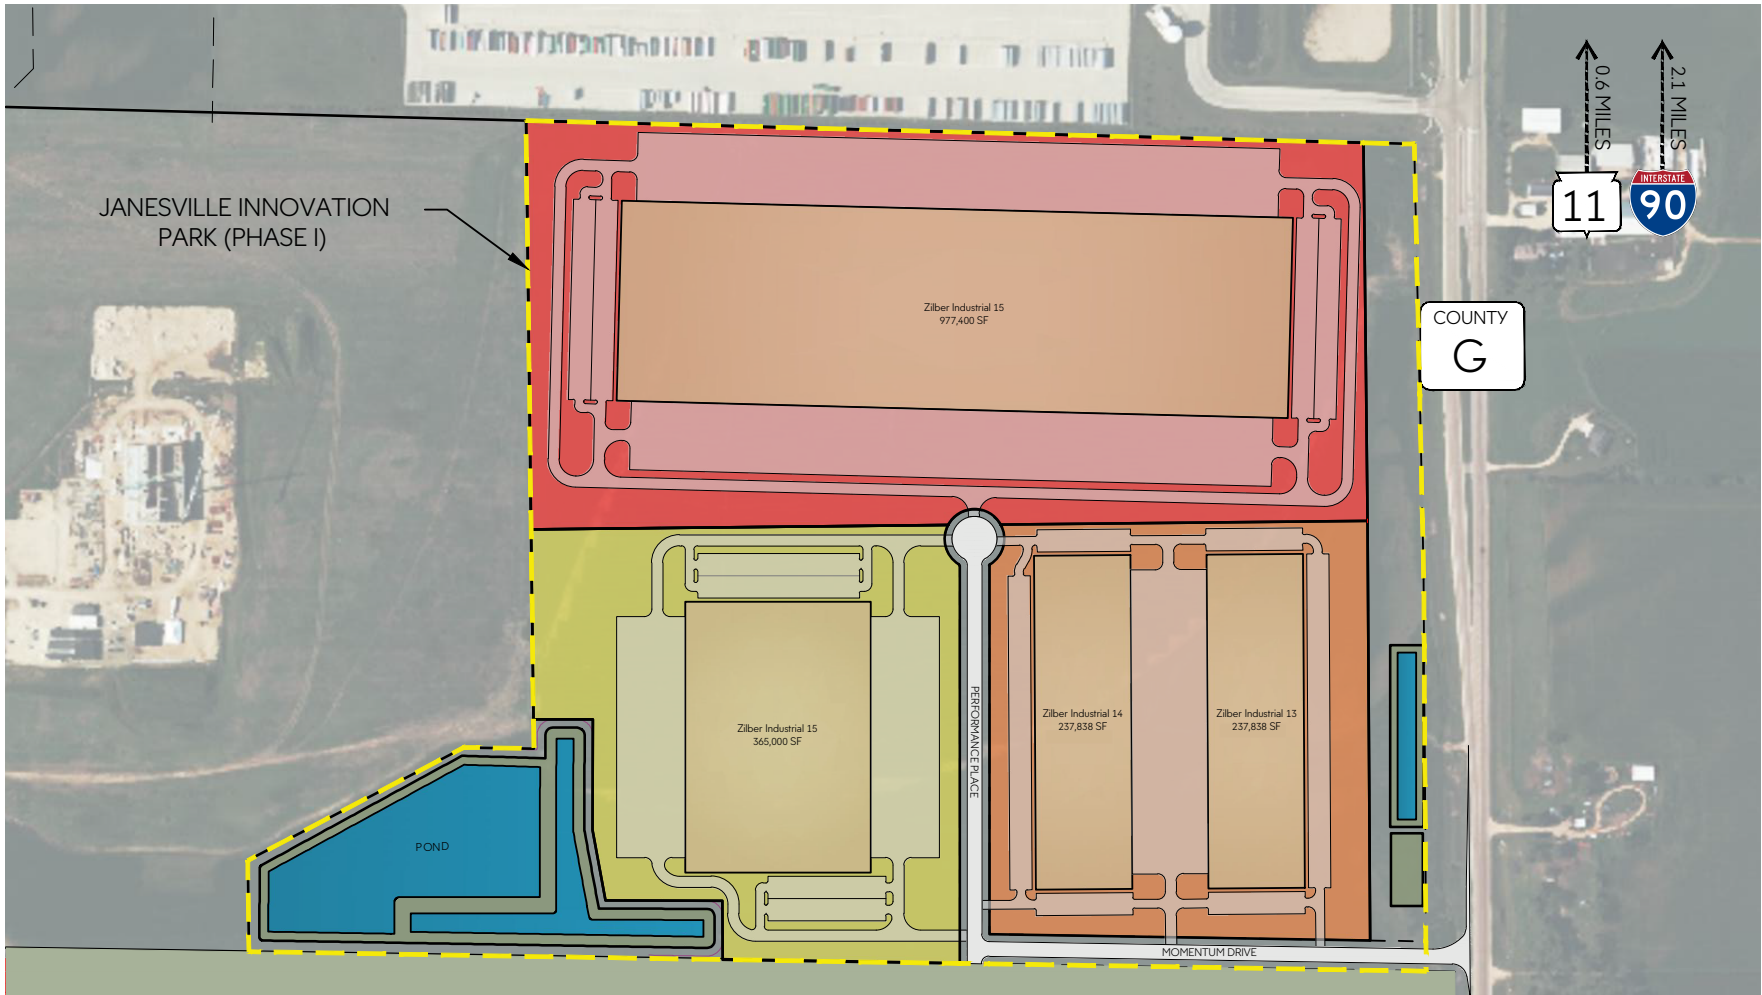 0.6 MILES
2.1 MILES
11
INTERSTATE
90
JANESVILLE INNOVATION
PARK (PHASE I)
Zilber Industrial 15
977,400 SF
COUNTY
G
Zilber Industrial 15
365,000 SF
PERFORMANCE PLACE
Zilber Industrial 14
237,838 SF
Zilber Industrial 13
237,838 SF
POND
MOMENTUM DRIVE